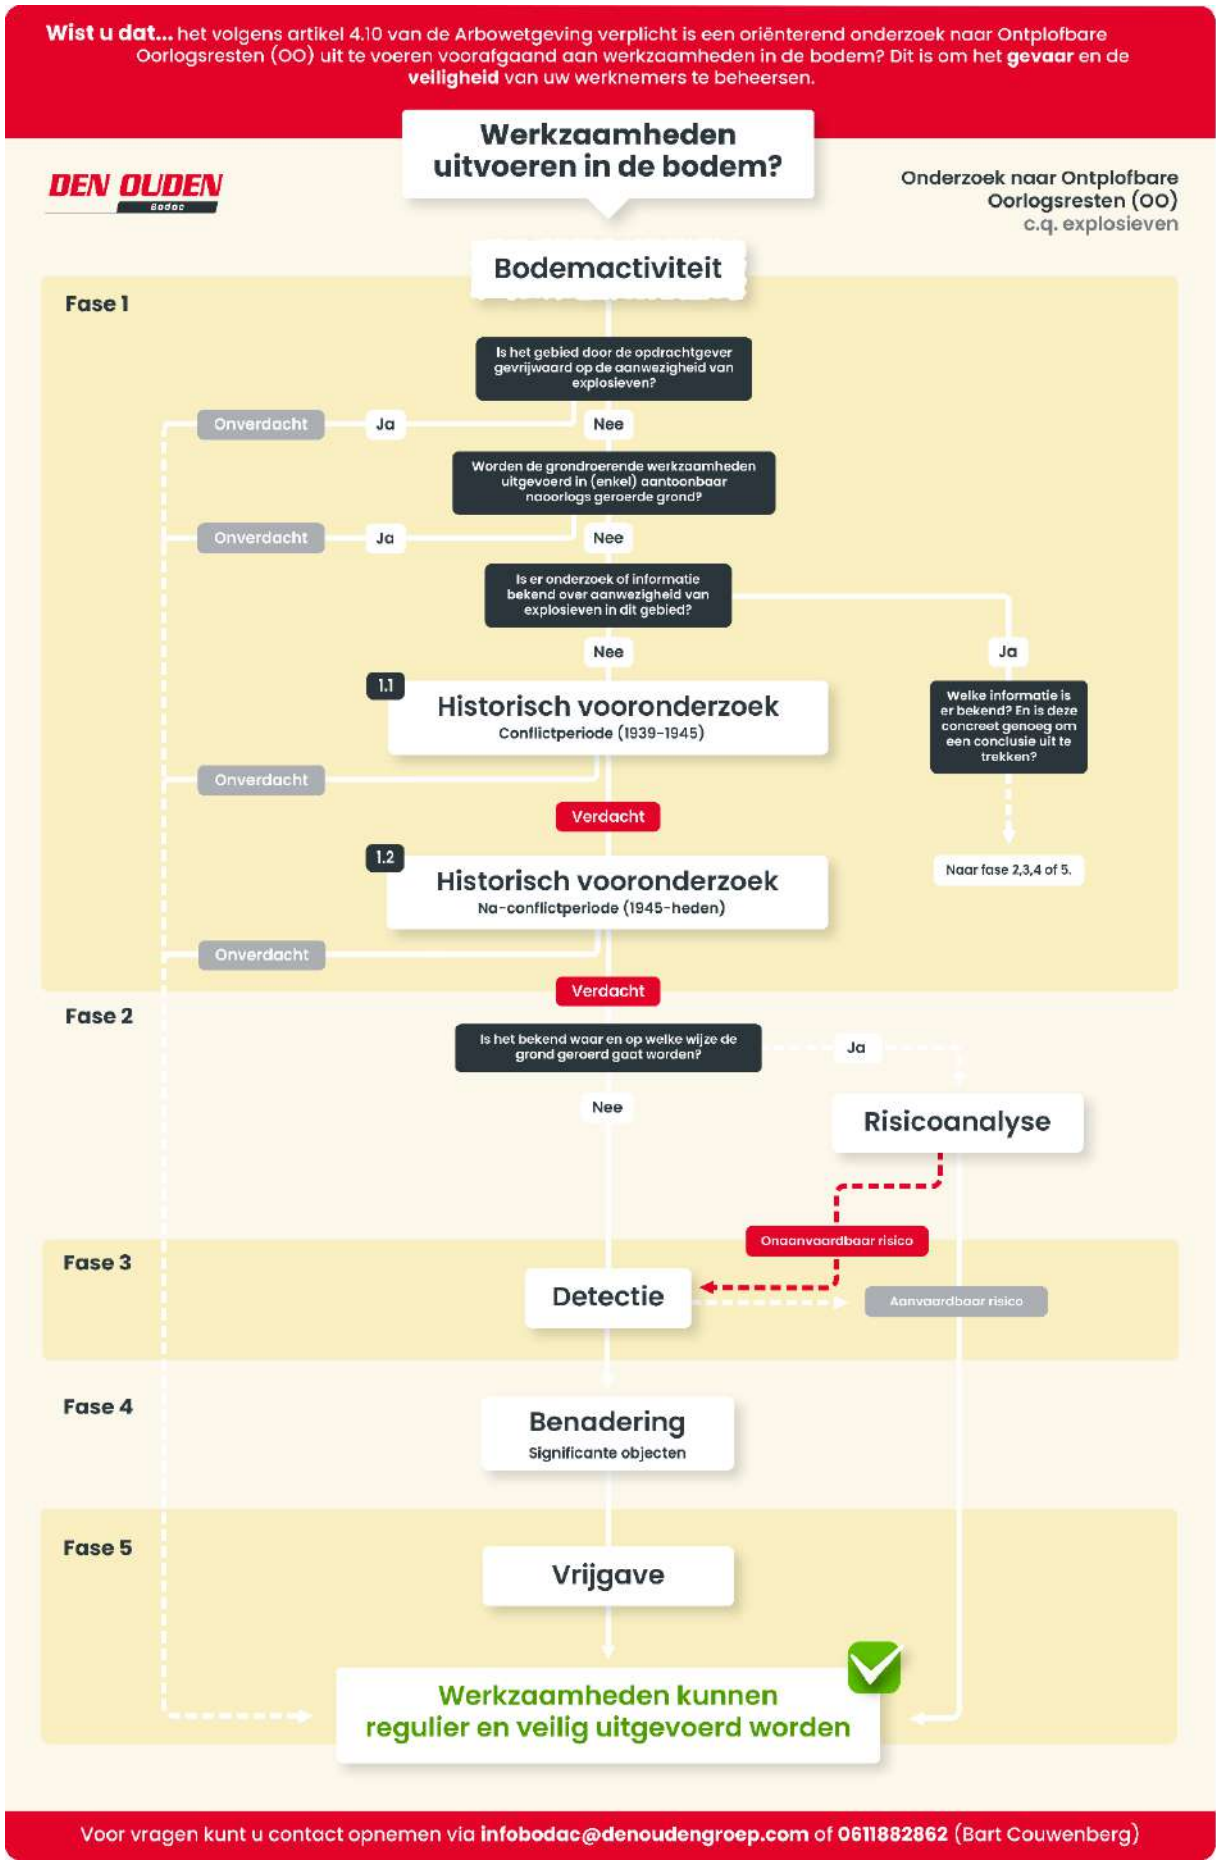 Wist u dat... het volgens artikel 4.10 van de Arbowetgeving verplicht is een oriënterend onderzoek naar Ontplofbare
Oorlogsresten (OO) uit te voeren voorafgaand aan werkzaamheden in de bodem? Dit is om het gevaar en de
veiligheid van uw werknemers te beheersen.
Werkzaamheden
uitvoeren in de bodem?
DEN OUDEN
Bodac
Onderzoek naar Ontplofbare
Oorlogsresten (OO)
c.q. explosieven
Bodemactiviteit
Fase 1
Is het gebied door de opdrachtgever
gevrijwaard op de aanwezigheid van
explosieven?
Onverdacht
Ja
Nee
Worden de grondroerende werkzaamheden
uitgevoerd in (enkel) aantoonbaar
naoorlogs geroerde grond?
Onverdacht
Ja
Nee
Is er onderzoek of informatie
bekend over aanwezigheid van
explosieven in dit gebied?
Nee
Ja
1.1
Historisch vooronderzoek
Conflictperiode (1939-1945)
Welke informatie is
er bekend? En is deze
concreet genoeg om
een conclusie uit te
trekken?
Onverdacht
Verdacht
1.2
Historisch vooronderzoek
Na-conflictperiode (1945-heden)
Naar fase 2,3,4 of 5.
Onverdacht
Verdacht
Fase 2
Is het bekend waar en op welke wijze de
grond geroerd gaat worden?
Ja
Nee
Risicoanalyse
Onaanvaardbaar risico
Fase 3
Detectie
Aanvaardbaar risico
Fase 4
Benadering
Significante objecten
Fase 5
Vrijgave
Werkzaamheden kunnen
regulier en veilig uitgevoerd worden
Voor vragen kunt u contact opnemen via infobodac@denoudengroep.com of 0611882862 (Bart Couwenberg)